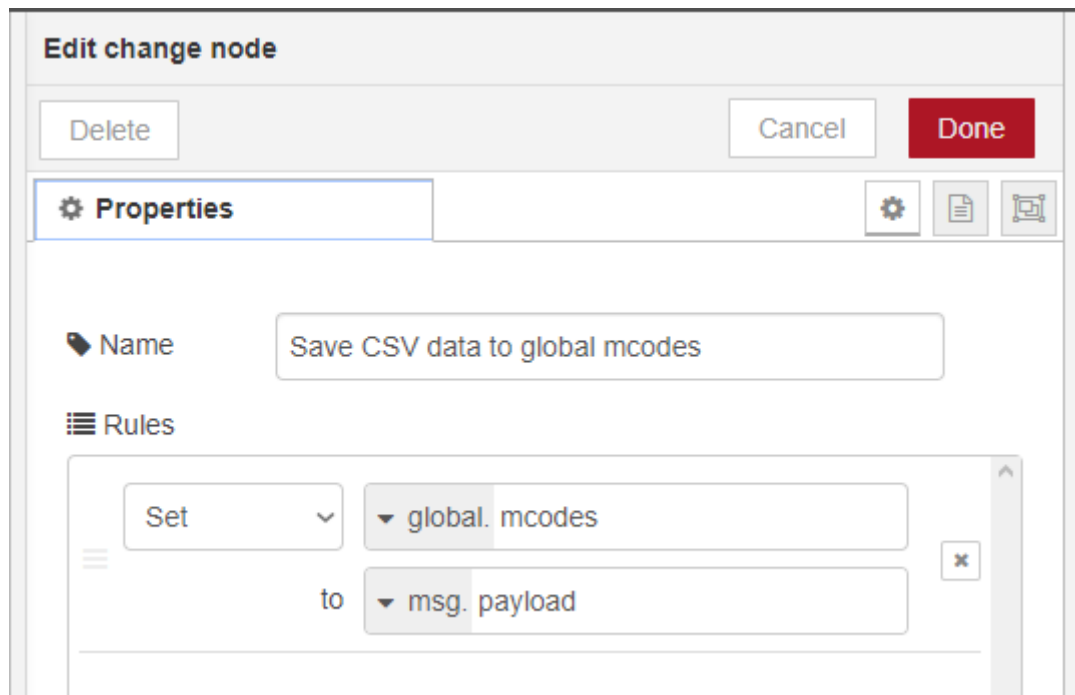 Edit change node
Delete
Cancel
Done
Properties
Name
Save CSV data to global mcodes
Rules
Set
global. mcodes
to
msg. payload